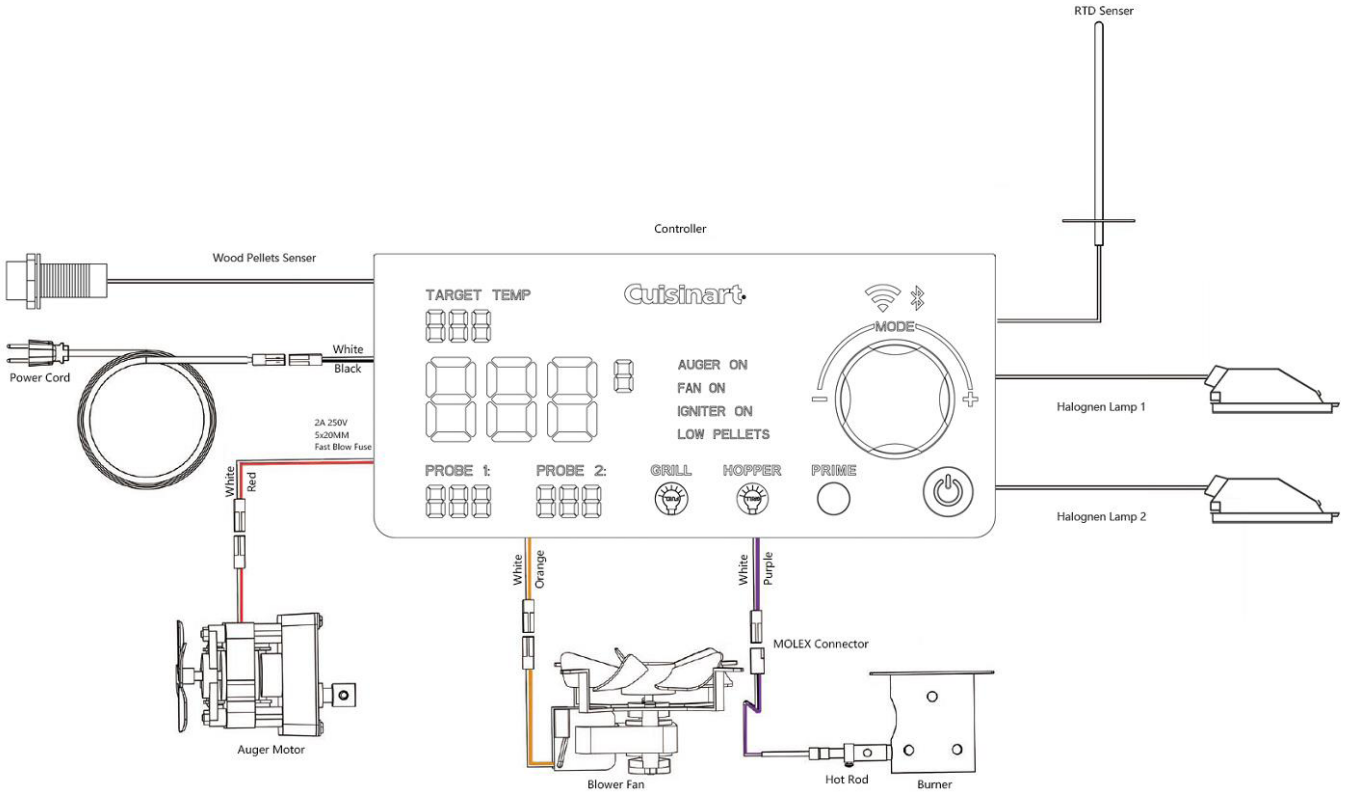 RTD Senser
Controller
Wood Pellets Senser
TARGET TEMP
Cuisinart
MODE
White
Black
Power Cord
AUGER ON
FAN ON
IGNITER ON
LOW PELLETS
- +
Halognen Lamp 1
2A 250V
5x20MM
Fast Blow Fuse
White
Red
PROBE 1:
PROBE 2:
GRILL
HOPPER
PRIME
FUEL
GRILL
Halognen Lamp 2
White
Orange
White
Purple
MOLEX Connector
Auger Motor
Blower Fan
Hot Rod
Burner